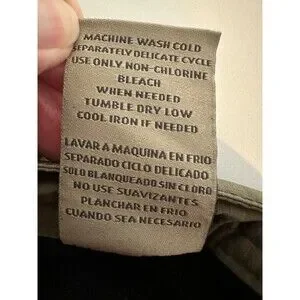 MACHINE WASH COLD
SEPARATELY DELICATE CYCLE
USE ONLY NON-CHLORINE
BLEACH
WHEN NEEDED
TUMBLE DRY LOW
COOL IRON IF NEEDED
LAVAR A MAQUINA EN FRIO
SEPARADO CICLO DELICADO
SOLO BLANQUEADO SIN CLORO
NO USE SUAVIZANTES
PLANCHAR EN FRIO
CUANDO SEA NECESARIO